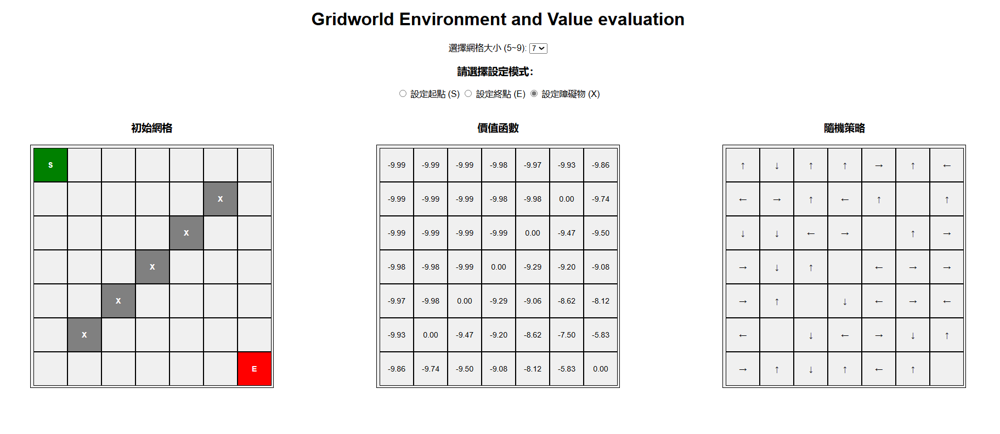 Gridworld Environment and Value evaluation
選擇網格大小 (5~9): 7
請選擇設定模式:
設定起點 (S) 設定終點 (E) 設定障礙物 (X)
初始網格
S
X
X
X
X
X
E
價值函數
-9.99 -9.99 -9.99 -9.98 -9.97 -9.93 -9.86
-9.99 -9.99 -9.99 -9.98 -9.98 0.00 -9.74
-9.99 -9.99 -9.99 -9.99 0.00 -9.47 -9.50
-9.98 -9.98 -9.99 0.00 -9.29 -9.20 -9.08
-9.97 -9.98 0.00 -9.29 -9.06 -8.62 -8.12
-9.93 0.00 -9.47 -9.20 -8.62 -7.50 -5.83
-9.86 -9.74 -9.50 -9.08 -8.12 -5.83 0.00
隨機策略
↑ ↓ ↑ ↑ → ↑ ←
← → ↑ ← ↑ ↑
↓ ↓ ← → ↑ →
→ ↓ ↑ ← → →
→ ↑ ↓ ← → ←
← ↓ ← → ↓ ↑
→ ↑ ↓ ↑ ← ↑